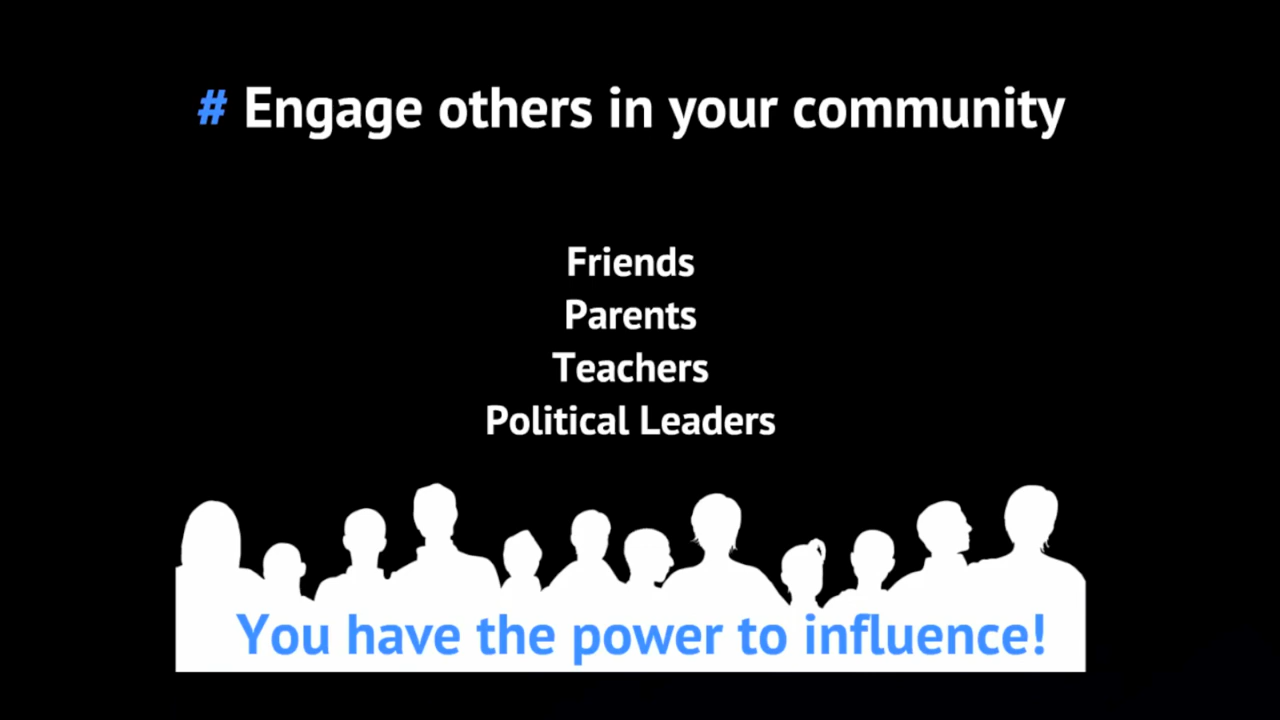 # Engage others in your community
Friends
Parents
Teachers
Political Leaders
You have the power to influence!